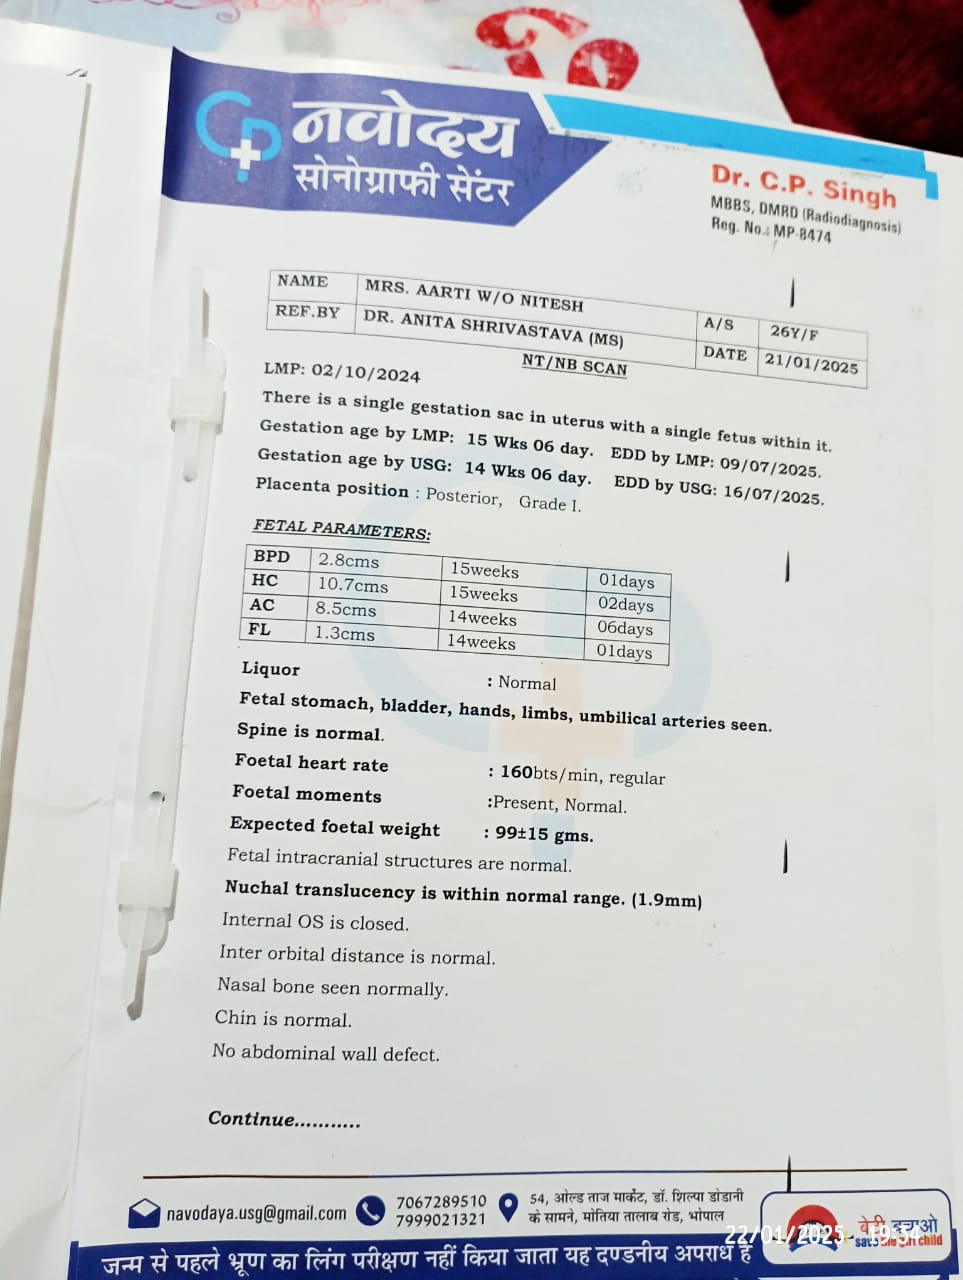 नवोदय
सोनोग्राफी सेंटर
Dr. C.P. Singh
MBBS, DMRD (Radiodiagnosis)
Reg. No.: MP-8474
NAME MRS. AARTI W/O NITESH A/S 26Y/F
REF.BY DR. ANITA SHRIVASTAVA (MS) DATE 21/01/2025
NT/NB SCAN
LMP: 02/10/2024
There is a single gestation sac in uterus with a single fetus within it.
Gestation age by LMP: 15 Wks 06 day. EDD by LMP: 09/07/2025.
Gestation age by USG: 14 Wks 06 day. EDD by USG: 16/07/2025.
Placenta position : Posterior, Grade I.
FETAL PARAMETERS:
BPD 2.8cms 15weeks 01days
HC 10.7cms 15weeks 02days
AC 8.5cms 14weeks 06days
FL 1.3cms 14weeks 01days
Liquor : Normal
Fetal stomach, bladder, hands, limbs, umbilical arteries seen.
Spine is normal.
Foetal heart rate : 160bts/min, regular
Foetal moments :Present, Normal.
Expected foetal weight : 99±15 gms.
Fetal intracranial structures are normal.
Nuchal translucency is within normal range. (1.9mm)
Internal OS is closed.
Inter orbital distance is normal.
Nasal bone seen normally.
Chin is normal.
No abdominal wall defect.
Continue...........
navodaya.usg@gmail.com
7067289510
7999021321
54, ओल्ड ताज मार्केट, डॉ. शिल्पा डोडानी
के सामने, मोतिया तालाब रोड, भोपाल
बेटी बचाओ
save the girl child
22/01/2025 19:54
जन्म से पहले भ्रूण का लिंग परीक्षण नहीं किया जाता यह दण्डनीय अपराध है